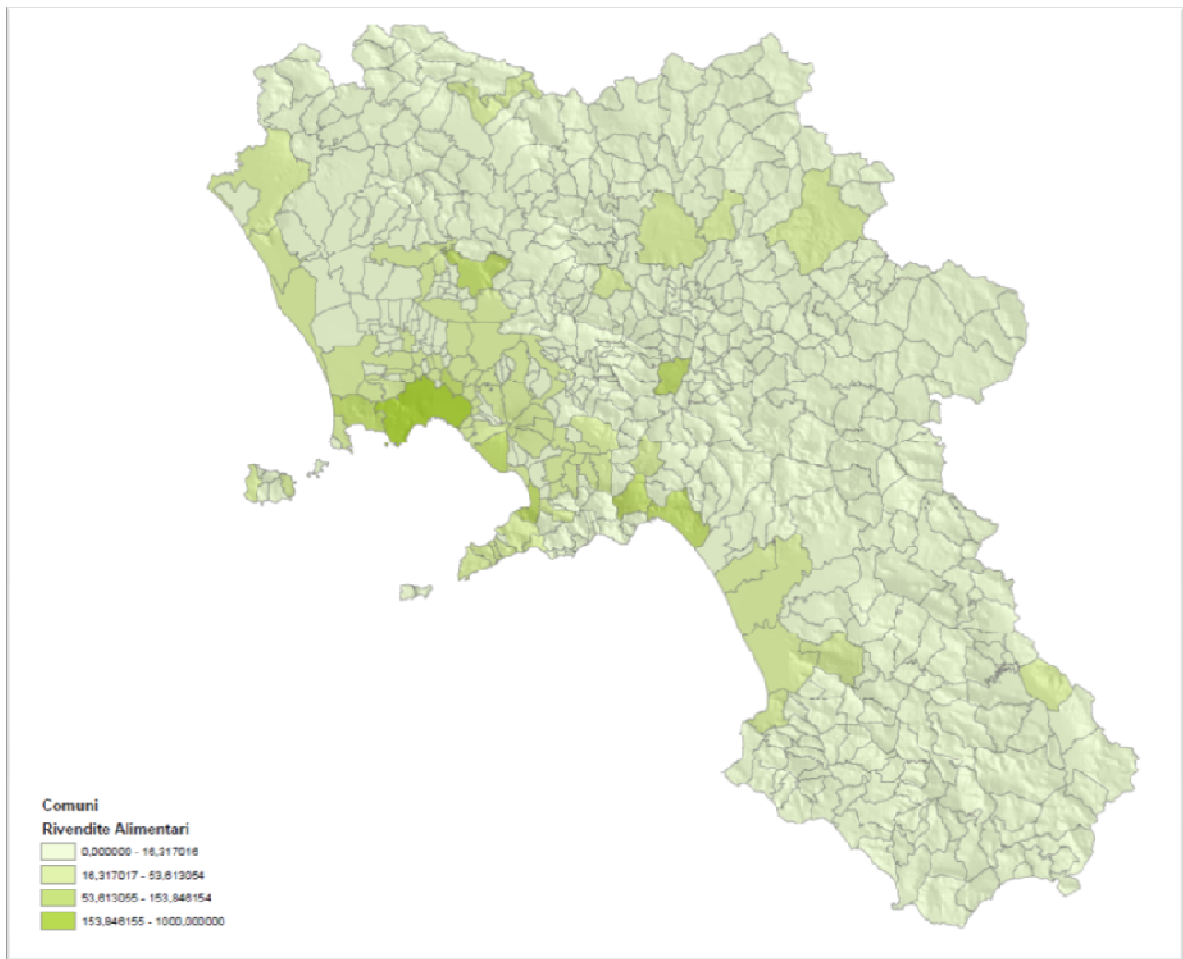 Comuni
Rivendite Alimentari
0,000000 - 16,317016
16,317017 - 53,613054
53,613055 - 153,846154
153,846155 - 1000,000000